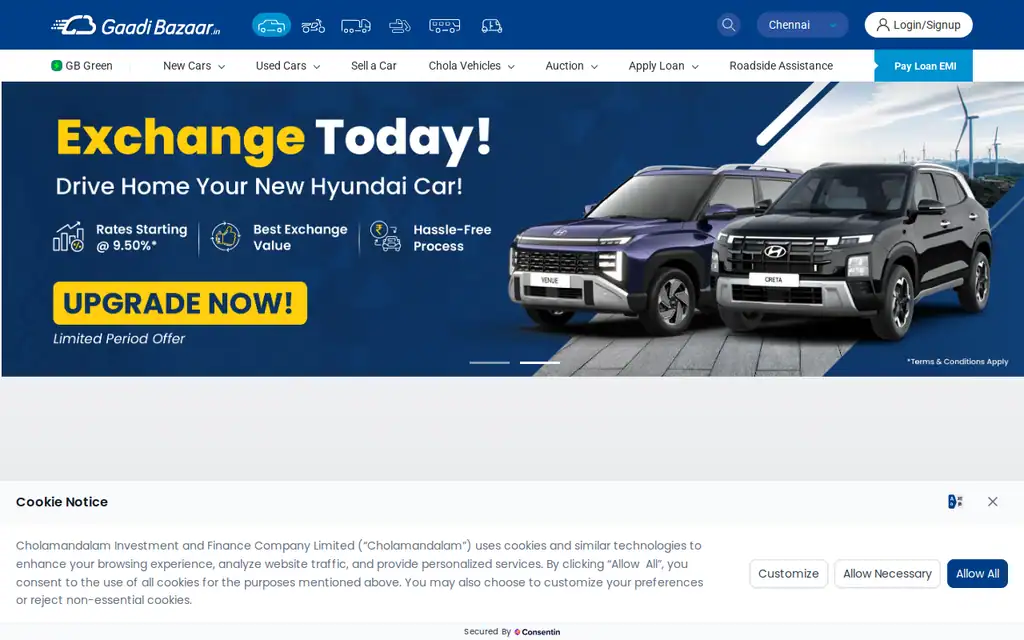 Gaadi Bazaar.in
Chennai
Login/Signup
GB Green
New Cars
Used Cars
Sell a Car
Chola Vehicles
Auction
Apply Loan
Roadside Assistance
Pay Loan EMI
Exchange Today!
Drive Home Your New Hyundai Car!
Rates Starting
@ 9.50%*
Best Exchange
Value
Hassle-Free
Process
VENUE
CRETA
UPGRADE NOW!
Limited Period Offer
*Terms & Conditions Apply
Cookie Notice
Cholamandalam Investment and Finance Company Limited (“Cholamandalam”) uses cookies and similar technologies to
enhance your browsing experience, analyze website traffic, and provide personalized services. By clicking “Allow All”, you
consent to the use of all cookies for the purposes mentioned above. You may also choose to customize your preferences
or reject non-essential cookies.
Customize
Allow Necessary
Allow All
Secured By Consentin